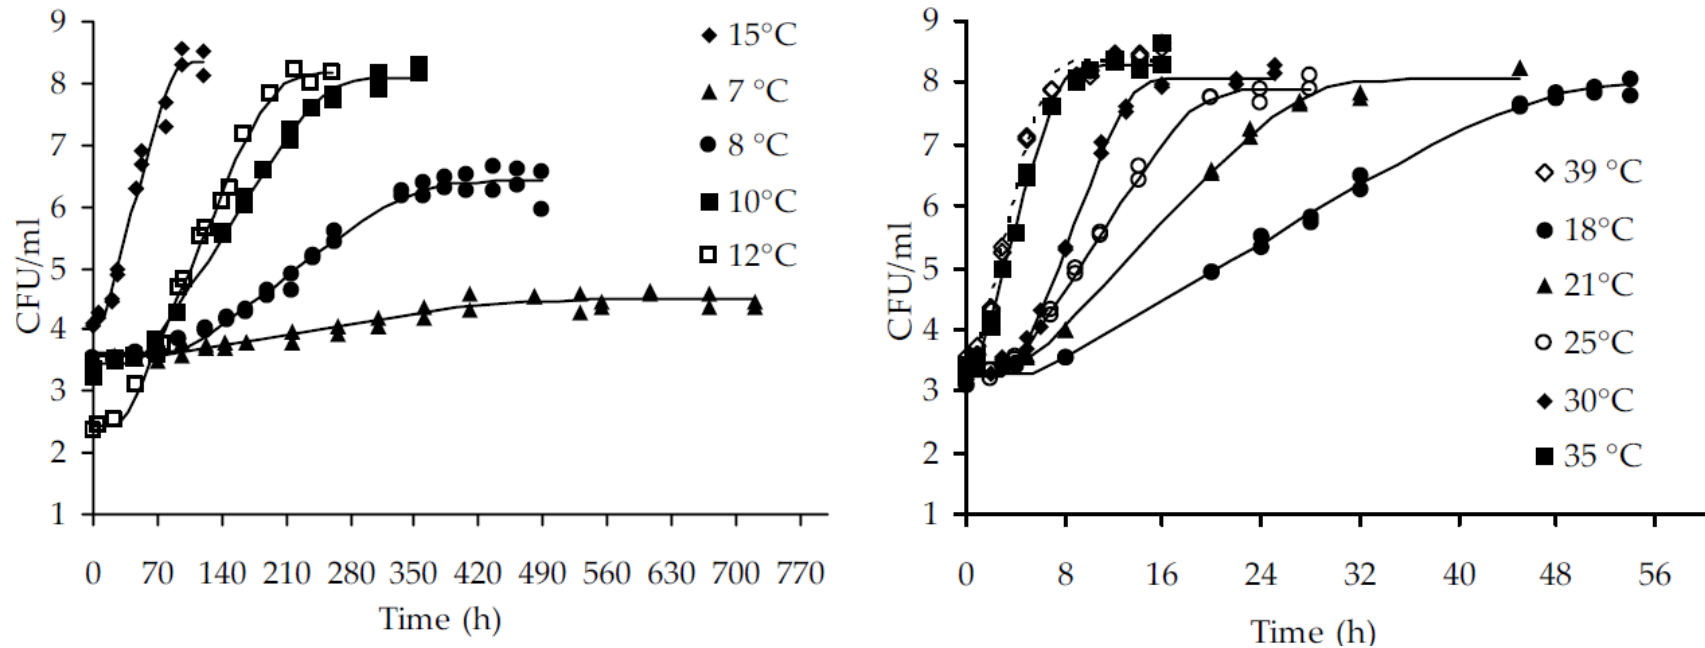 9
8
7
6
5
4
3
2
1
CFU/ml
0 70 140 210 280 350 420 490 560 630 700 770
Time (h)
15°C
7 °C
8 °C
10°C
12°C
9
8
7
6
5
4
3
2
1
CFU/ml
0 8 16 24 32 40 48 56
Time (h)
39 °C
18°C
21°C
25°C
30°C
35 °C